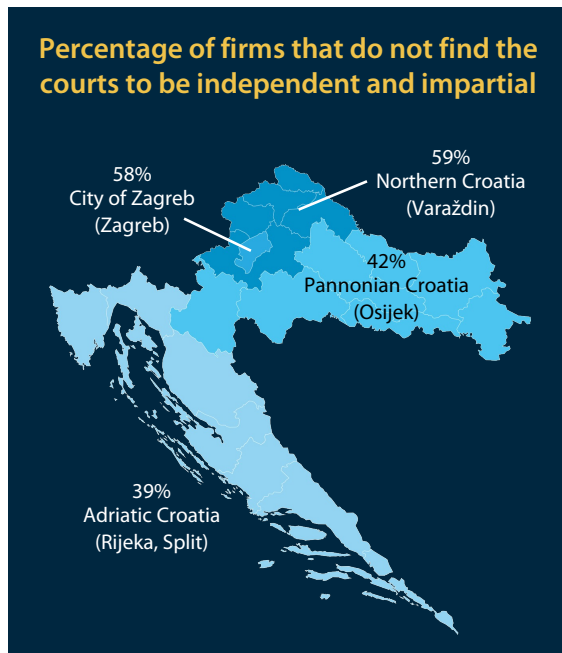 Percentage of firms that do not find the
courts to be independent and impartial
58%
City of Zagreb
(Zagreb)
59%
Northern Croatia
(Varaždin)
42%
Pannonian Croatia
(Osijek)
39%
Adriatic Croatia
(Rijeka, Split)